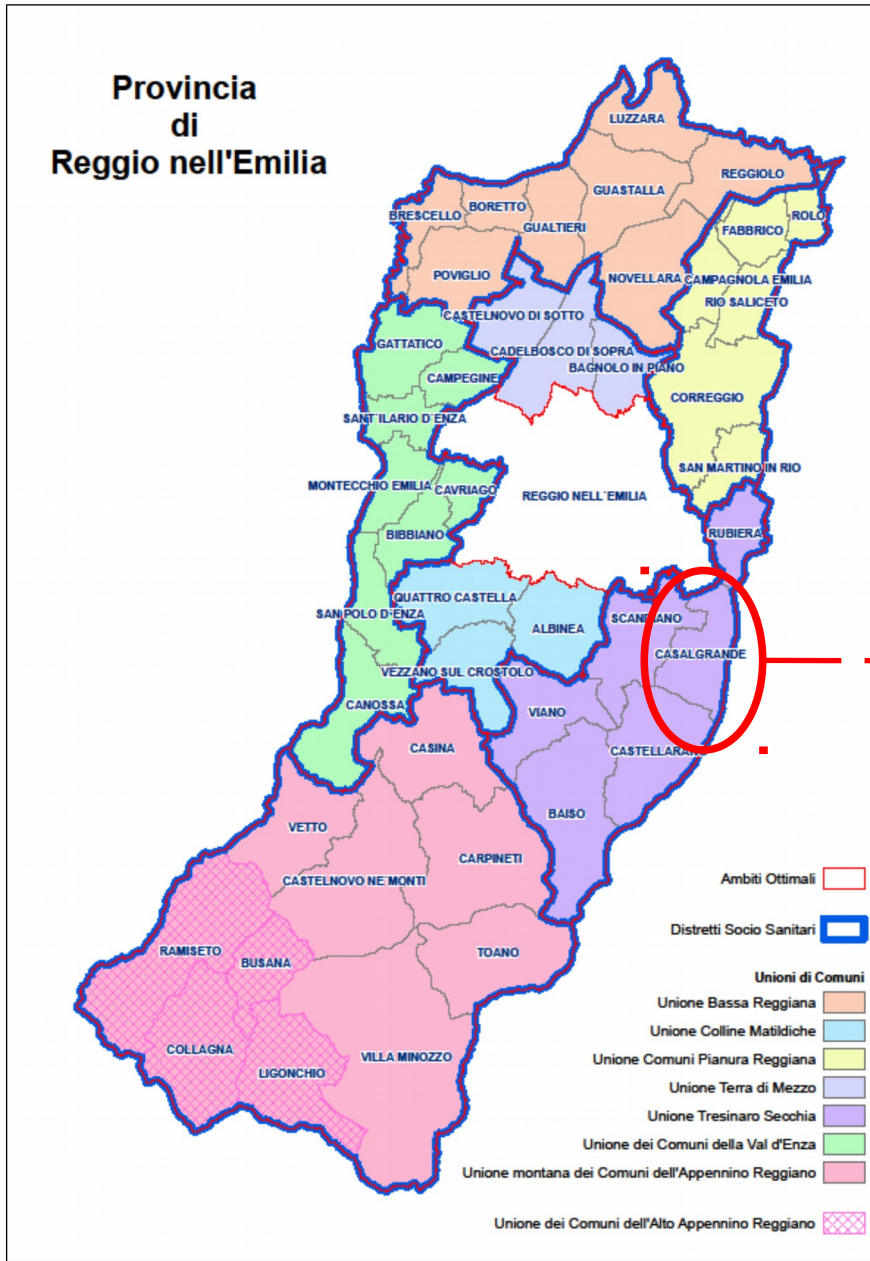 Provincia
di
Reggio nell'Emilia
LUZZARA
REGGIOLO
GUASTALLA
BORETTO
BRESCELLO
ROLO
GUALTIERI
FABBRICO
POVIGLIO
NOVELLARA
CAMPAGNOLA EMILIA
RIO SALICETO
CASTELNOVO DI SOTTO
GATTATICO
CADELBOSCO DI SOPRA
BAGNOLO IN PIANO
CAMPEGINE
CORREGGIO
SANT`ILARIO D`ENZA
SAN MARTINO IN RIO
MONTECCHIO EMILIA
CAVRIAGO
REGGIO NELL`EMILIA
RUBIERA
BIBBIANO
QUATTRO CASTELLA
SAN POLO D`ENZA
SCANDIANO
ALBINEA
CASALGRANDE
VEZZANO SUL CROSTOLO
CANOSSA
VIANO
CASINA
CASTELLARANO
BAISO
VETTO
CARPINETI
CASTELNOVO NE`MONTI
RAMISETO
BUSANA
TOANO
COLLAGNA
VILLA MINOZZO
LIGONCHIO
Ambiti Ottimali
Distretti Socio Sanitari
Unioni di Comuni
Unione Bassa Reggiana
Unione Colline Matildiche
Unione Comuni Pianura Reggiana
Unione Terra di Mezzo
Unione Tresinaro Secchia
Unione dei Comuni della Val d'Enza
Unione montana dei Comuni dell'Appennino Reggiano
Unione dei Comuni dell'Alto Appennino Reggiano